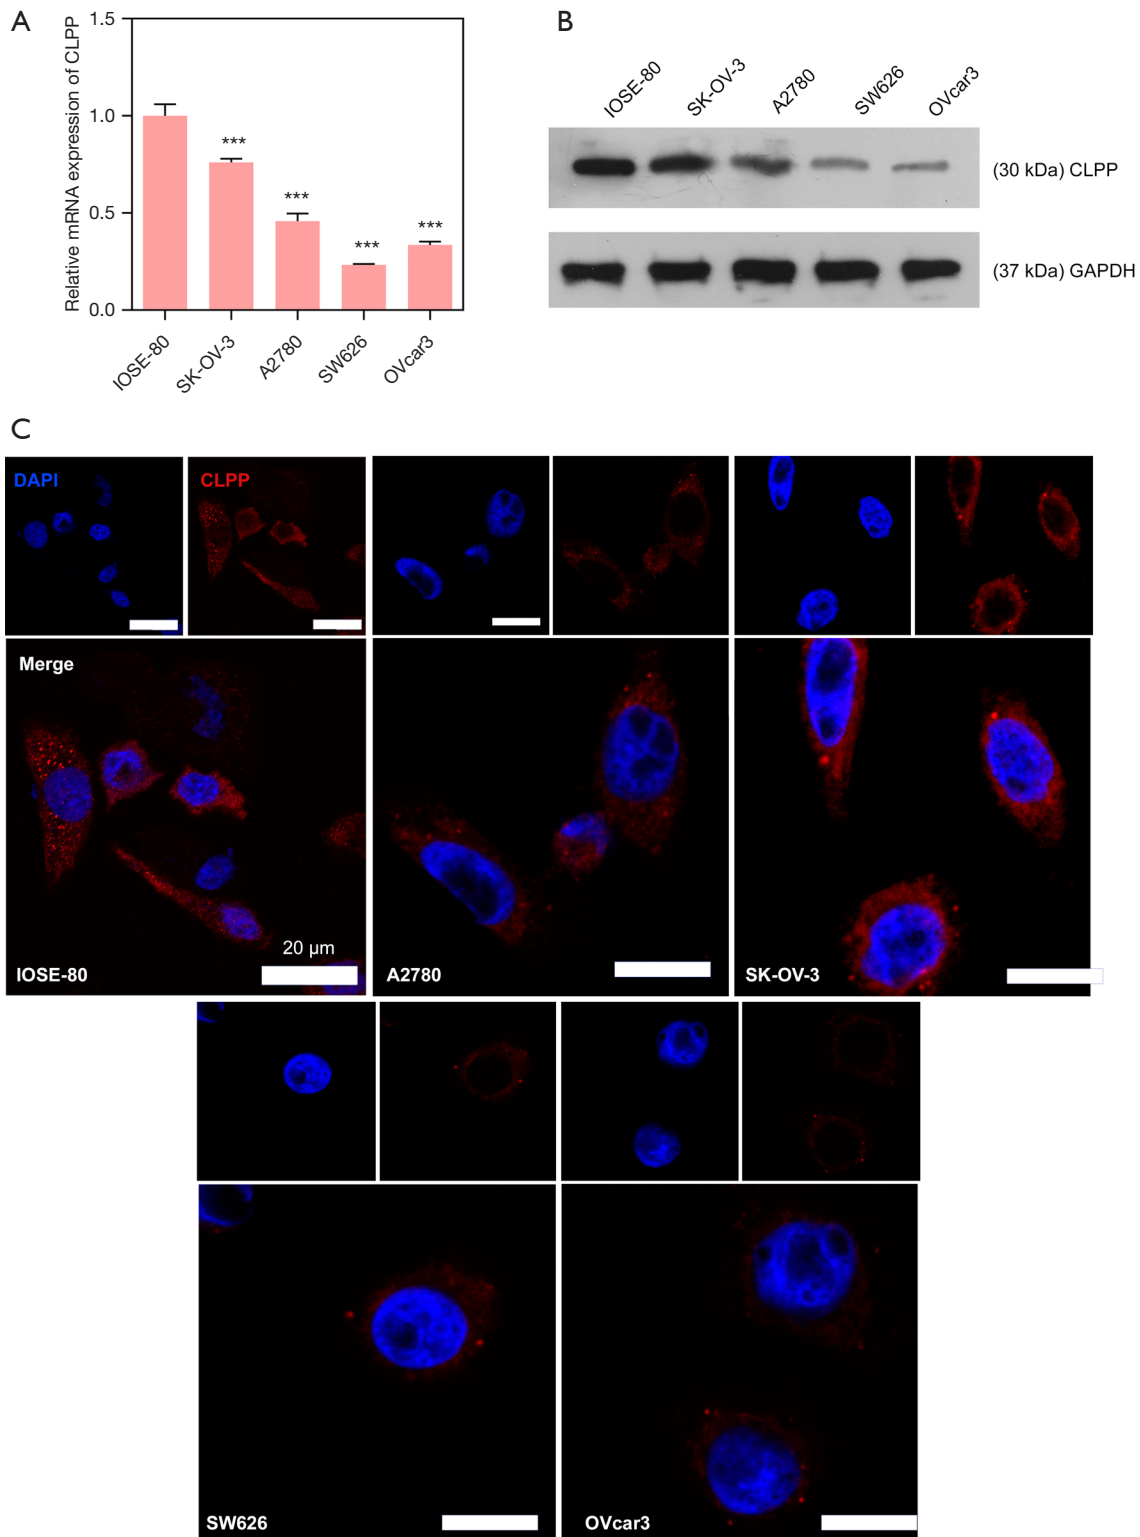 A
Relative mRNA expression of CLPP
1.5
1.0
0.5
0.0
***
***
***
***
IOSE-80
SK-OV-3
A2780
SW626
OVcar3
B
IOSE-80
SK-OV-3
A2780
SW626
OVcar3
(30 kDa) CLPP
(37 kDa) GAPDH
C
DAPI
CLPP
Merge
20 μm
IOSE-80
A2780
SK-OV-3
SW626
OVcar3